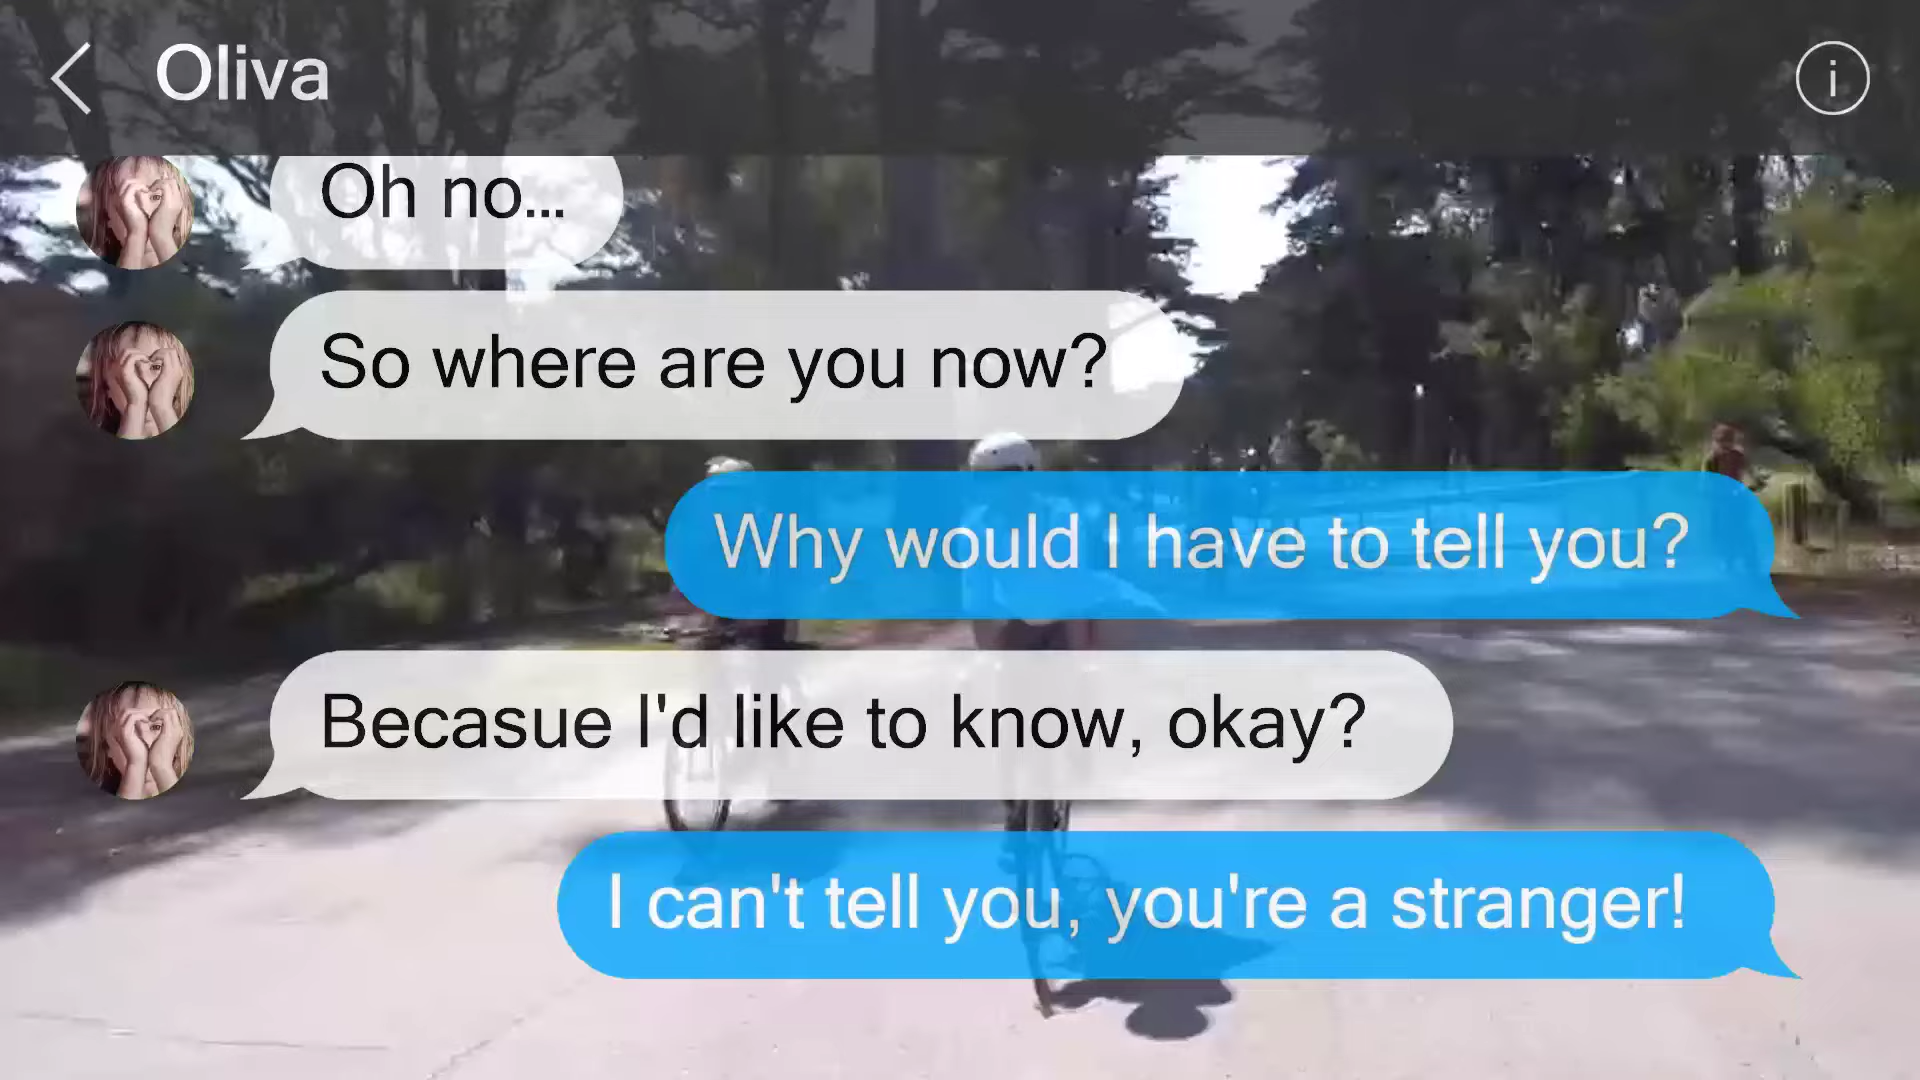 Oliva
Oh no...
So where are you now?
Why would I have to tell you?
Becasue I'd like to know, okay?
I can't tell you, you're a stranger!